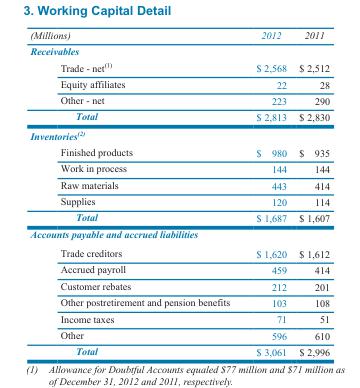 3. Working Capital Detail
(Millions) 2012 2011
Receivables
Trade - net(1) $ 2,568 $ 2,512
Equity affiliates 22 28
Other - net 223 290
Total $ 2,813 $ 2,830
Inventories(2)
Finished products $ 980 $ 935
Work in process 144 144
Raw materials 443 414
Supplies 120 114
Total $ 1,687 $ 1,607
Accounts payable and accrued liabilities
Trade creditors $ 1,620 $ 1,612
Accrued payroll 459 414
Customer rebates 212 201
Other postretirement and pension benefits 103 108
Income taxes 71 51
Other 596 610
Total $ 3,061 $ 2,996
(1) Allowance for Doubtful Accounts equaled $77 million and $71 million as
of December 31, 2012 and 2011, respectively.